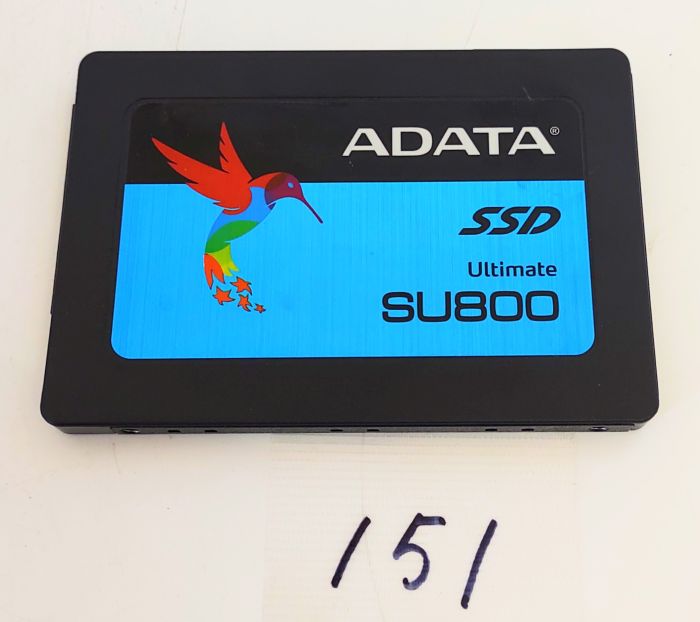 ADATA®
SSD
Ultimate
SU800
151